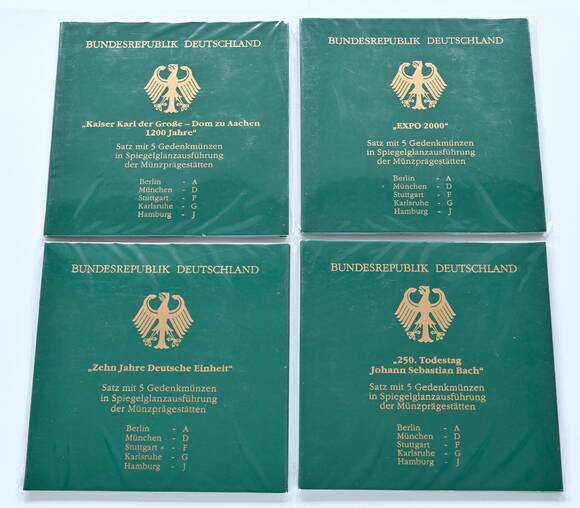 BUNDESREPUBLIK DEUTSCHLAND
„Kaiser Karl der Große – Dom zu Aachen
1200 Jahre“
Satz mit 5 Gedenkmünzen
in Spiegelglanzausführung
der Münzprägestätten
Berlin - A
München - D
Stuttgart - F
Karlsruhe - G
Hamburg - J
BUNDESREPUBLIK DEUTSCHLAND
„EXPO 2000“
Satz mit 5 Gedenkmünzen
in Spiegelglanzausführung
der Münzprägestätten
Berlin - A
München - D
Stuttgart - F
Karlsruhe - G
Hamburg - J
BUNDESREPUBLIK DEUTSCHLAND
„Zehn Jahre Deutsche Einheit“
Satz mit 5 Gedenkmünzen
in Spiegelglanzausführung
der Münzprägestätten
Berlin - A
München - D
Stuttgart - F
Karlsruhe - G
Hamburg - J
BUNDESREPUBLIK DEUTSCHLAND
„250. Todestag
Johann Sebastian Bach“
Satz mit 5 Gedenkmünzen
in Spiegelglanzausführung
der Münzprägestätten
Berlin - A
München - D
Stuttgart - F
Karlsruhe - G
Hamburg - J